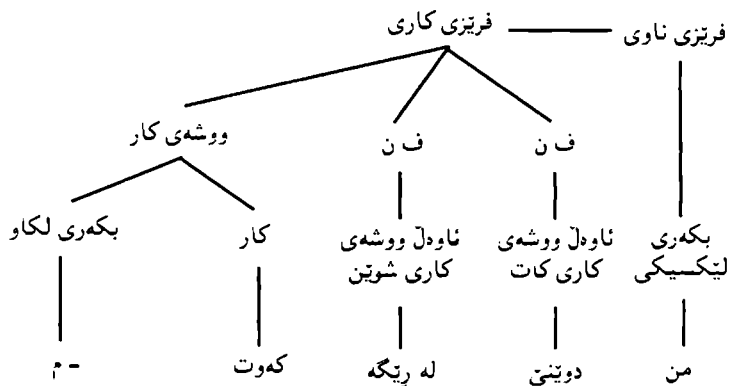 فرێزی ناوی
فرێزی کاری
ف ن
ف ن
ووشەی کار
بکەری
لێکسیکی
ئاوەڵ ووشەی
کاری کات
ئاوەڵ ووشەی
کاری شوێن
کار
بکەری لکاو
من
دوێنێ
لە ڕێگە
کەوت
- م